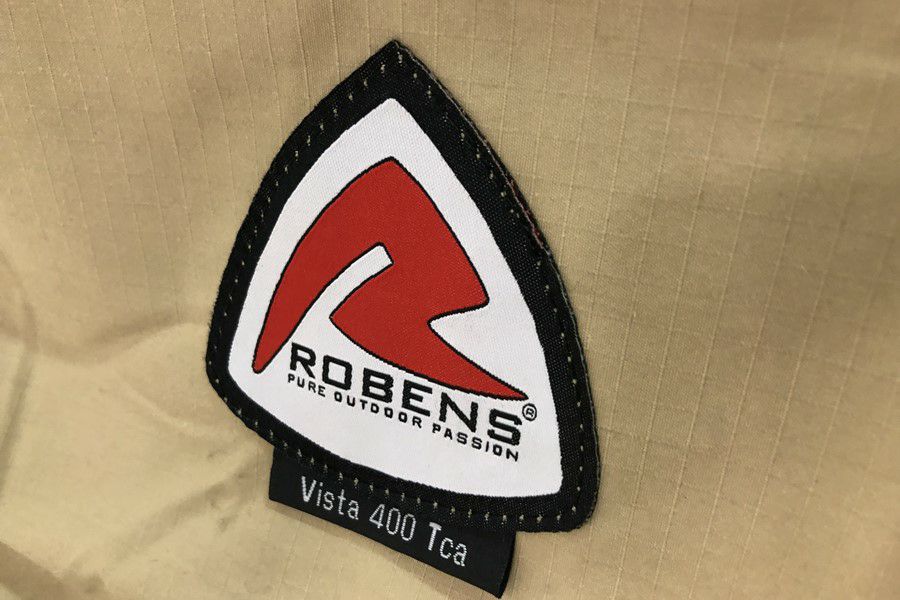 ROBENS®
PURE OUTDOOR PASSION
Vista 400 Tca